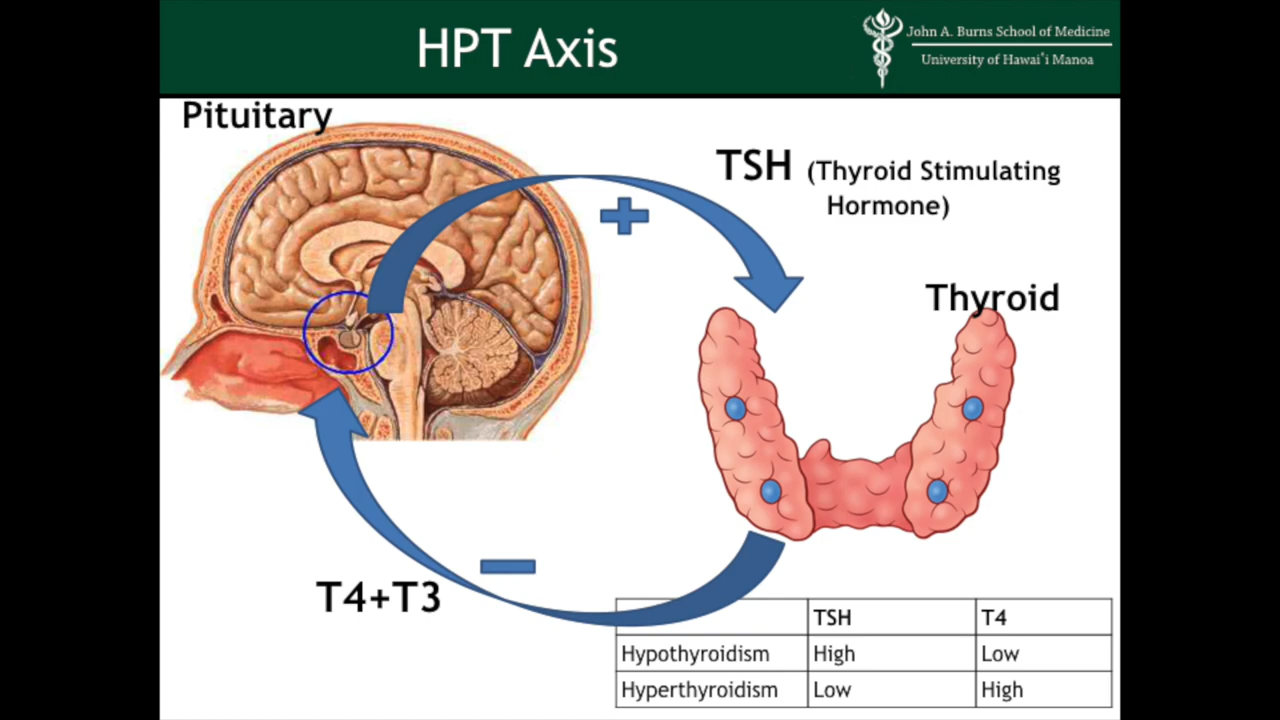 HPT Axis
John A. Burns School of Medicine
University of Hawai'i Manoa
Pituitary
TSH (Thyroid Stimulating
Hormone)
+
Thyroid
−
T4+T3
TSH T4
Hypothyroidism High Low
Hyperthyroidism Low High